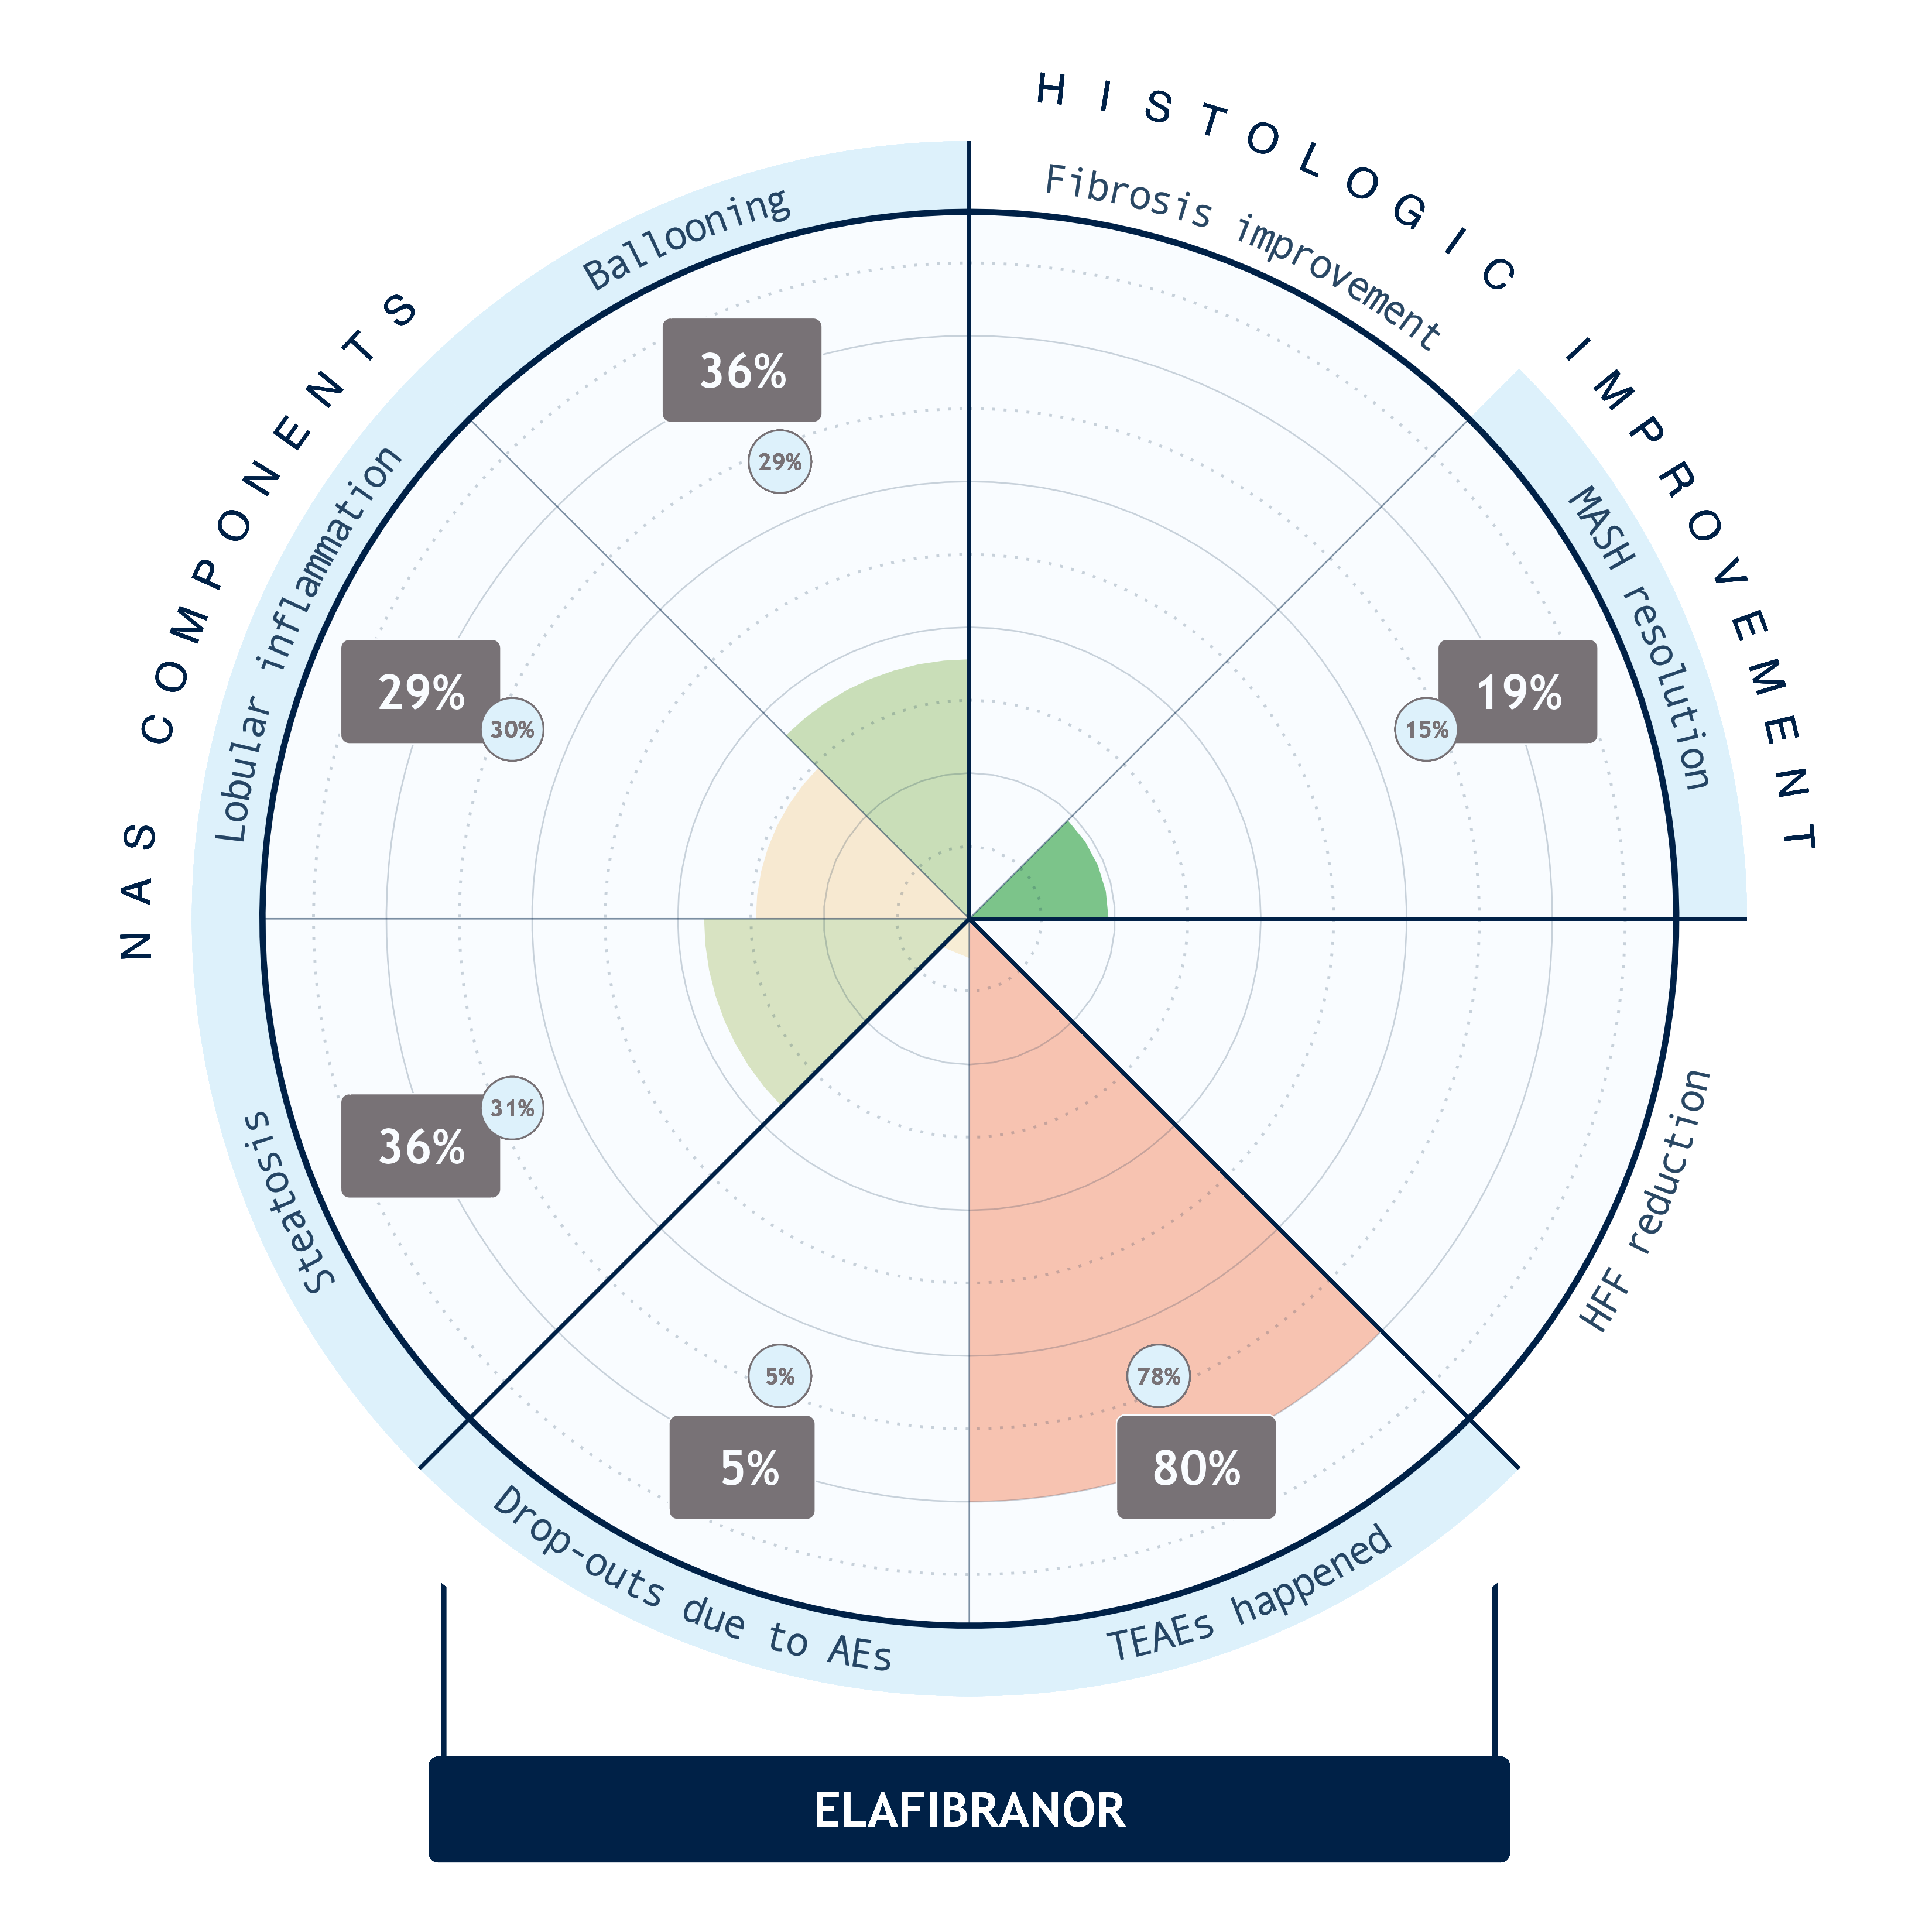 HISTOLOGIC IMPROVEMENT
Fibrosis improvement
MASH resolution
19%
15%
HFF reduction
TEAEs happened
80%
78%
Drop-outs due to AEs
5%
5%
NAS COMPONENTS
Steatosis
36%
31%
Lobular inflammation
29%
30%
Ballooning
36%
29%
ELAFIBRANOR